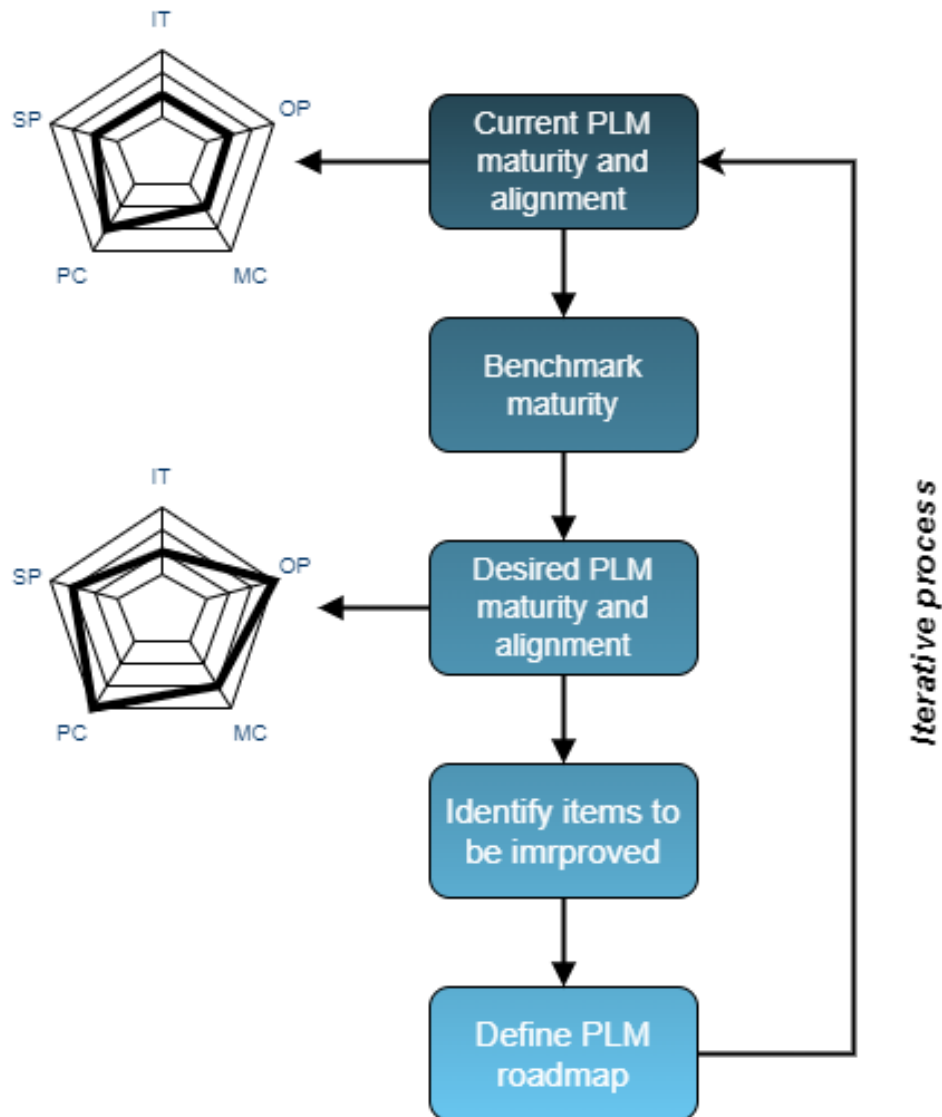 IT
SP
OP
PC
MC
Current PLM
maturity and
alignment
Benchmark
maturity
IT
SP
OP
PC
MC
Desired PLM
maturity and
alignment
Identify items to
be imrproved
Define PLM
roadmap
Iterative process